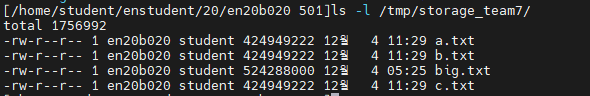 [/home/student/enstudent/20/en20b020 501]ls -l /tmp/storage_team7/
total 1756992
-rw-r--r-- 1 en20b020 student 424949222 12월 4 11:29 a.txt
-rw-r--r-- 1 en20b020 student 424949222 12월 4 11:29 b.txt
-rw-r--r-- 1 en20b020 student 524288000 12월 4 05:25 big.txt
-rw-r--r-- 1 en20b020 student 424949222 12월 4 11:29 c.txt